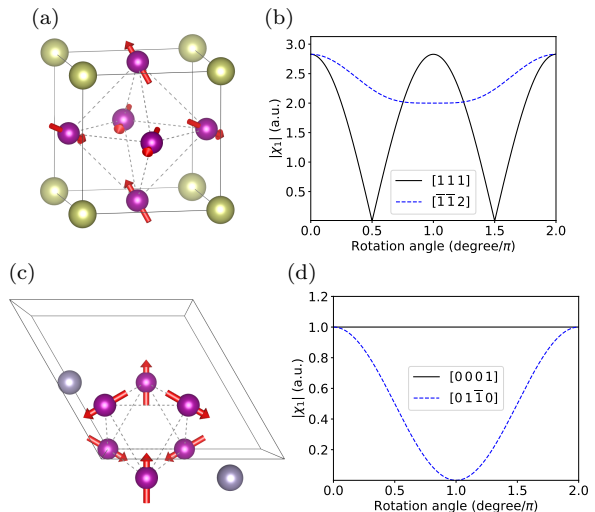 (a)
(b)
3.0
2.5
2.0
1.5
1.0
0.5
|χ₁| (a.u.)
[1 1 1]
[1̅ 1̅ 2]
0.0 0.5 1.0 1.5 2.0
Rotation angle (degree/π)
(c)
(d)
1.2
1.0
0.8
0.6
0.4
0.2
|χ₁| (a.u.)
[0 0 0 1]
[0 1 1̅ 0]
0.0 0.5 1.0 1.5 2.0
Rotation angle (degree/π)